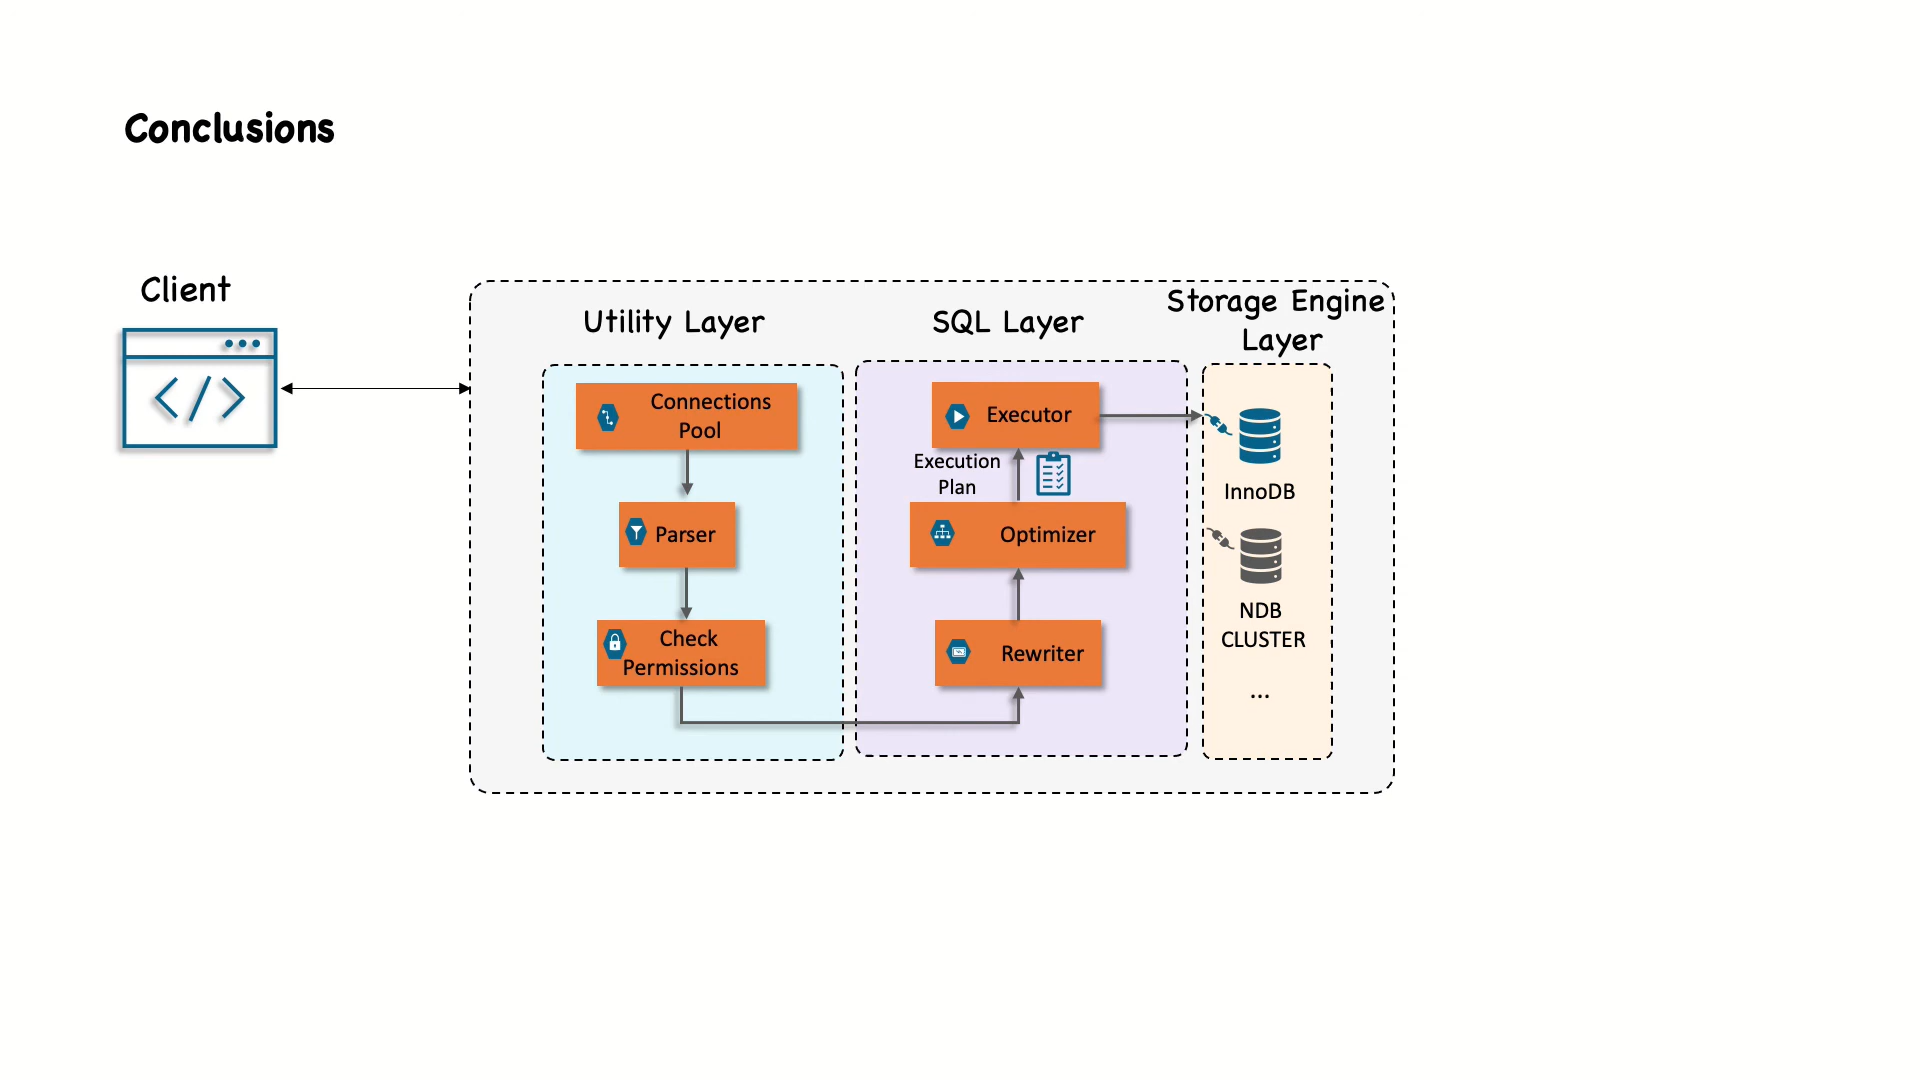 Conclusions
Client
Utility Layer
SQL Layer
Storage Engine
Layer
Connections
Pool
Parser
Check
Permissions
Executor
Execution
Plan
Optimizer
Rewriter
InnoDB
NDB
CLUSTER
...